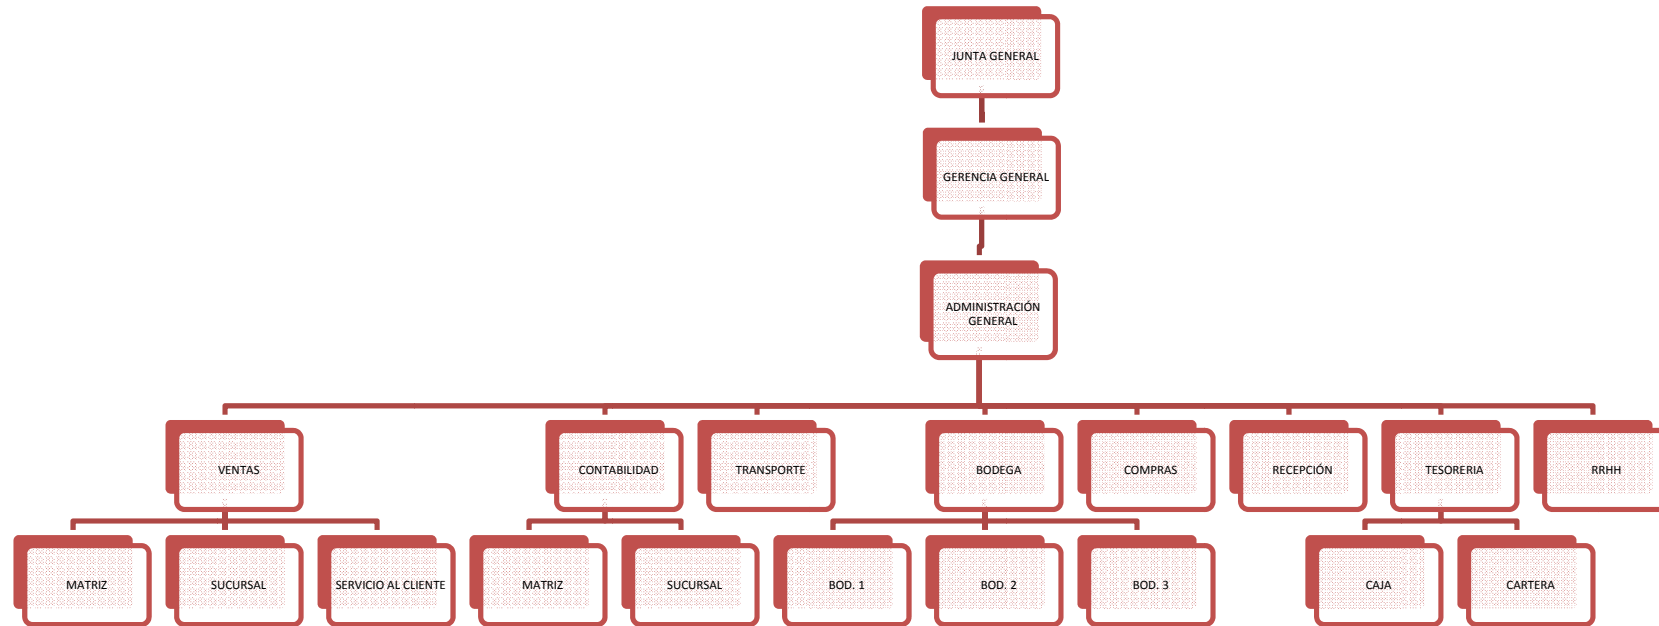 JUNTA GENERAL
GERENCIA GENERAL
ADMINISTRACIÓN
GENERAL
VENTAS
CONTABILIDAD
TRANSPORTE
BODEGA
COMPRAS
RECEPCIÓN
TESORERIA
RRHH
MATRIZ
SUCURSAL
SERVICIO AL CLIENTE
MATRIZ
SUCURSAL
BOD. 1
BOD. 2
BOD. 3
CAJA
CARTERA